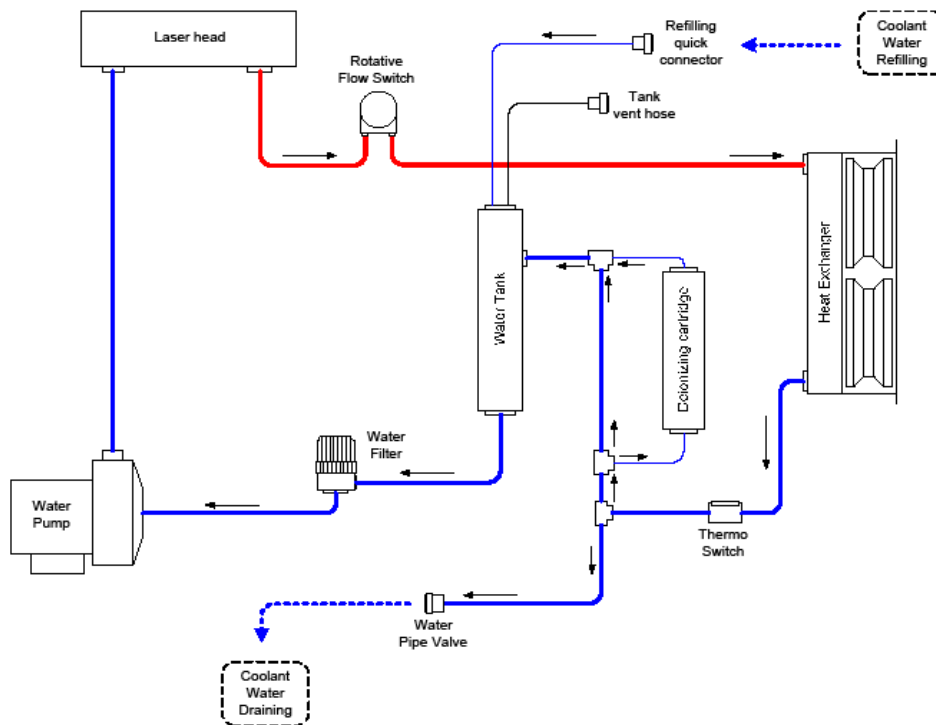 Laser head
Refilling
quick
connector
Coolant
Water
Refilling
Rotative
Flow Switch
Tank
vent hose
Heat Exchanger
Water Tank
Deionizing cartridge
Water
Filter
Water
Pump
Thermo
Switch
Water
Pipe Valve
Coolant
Water
Draining